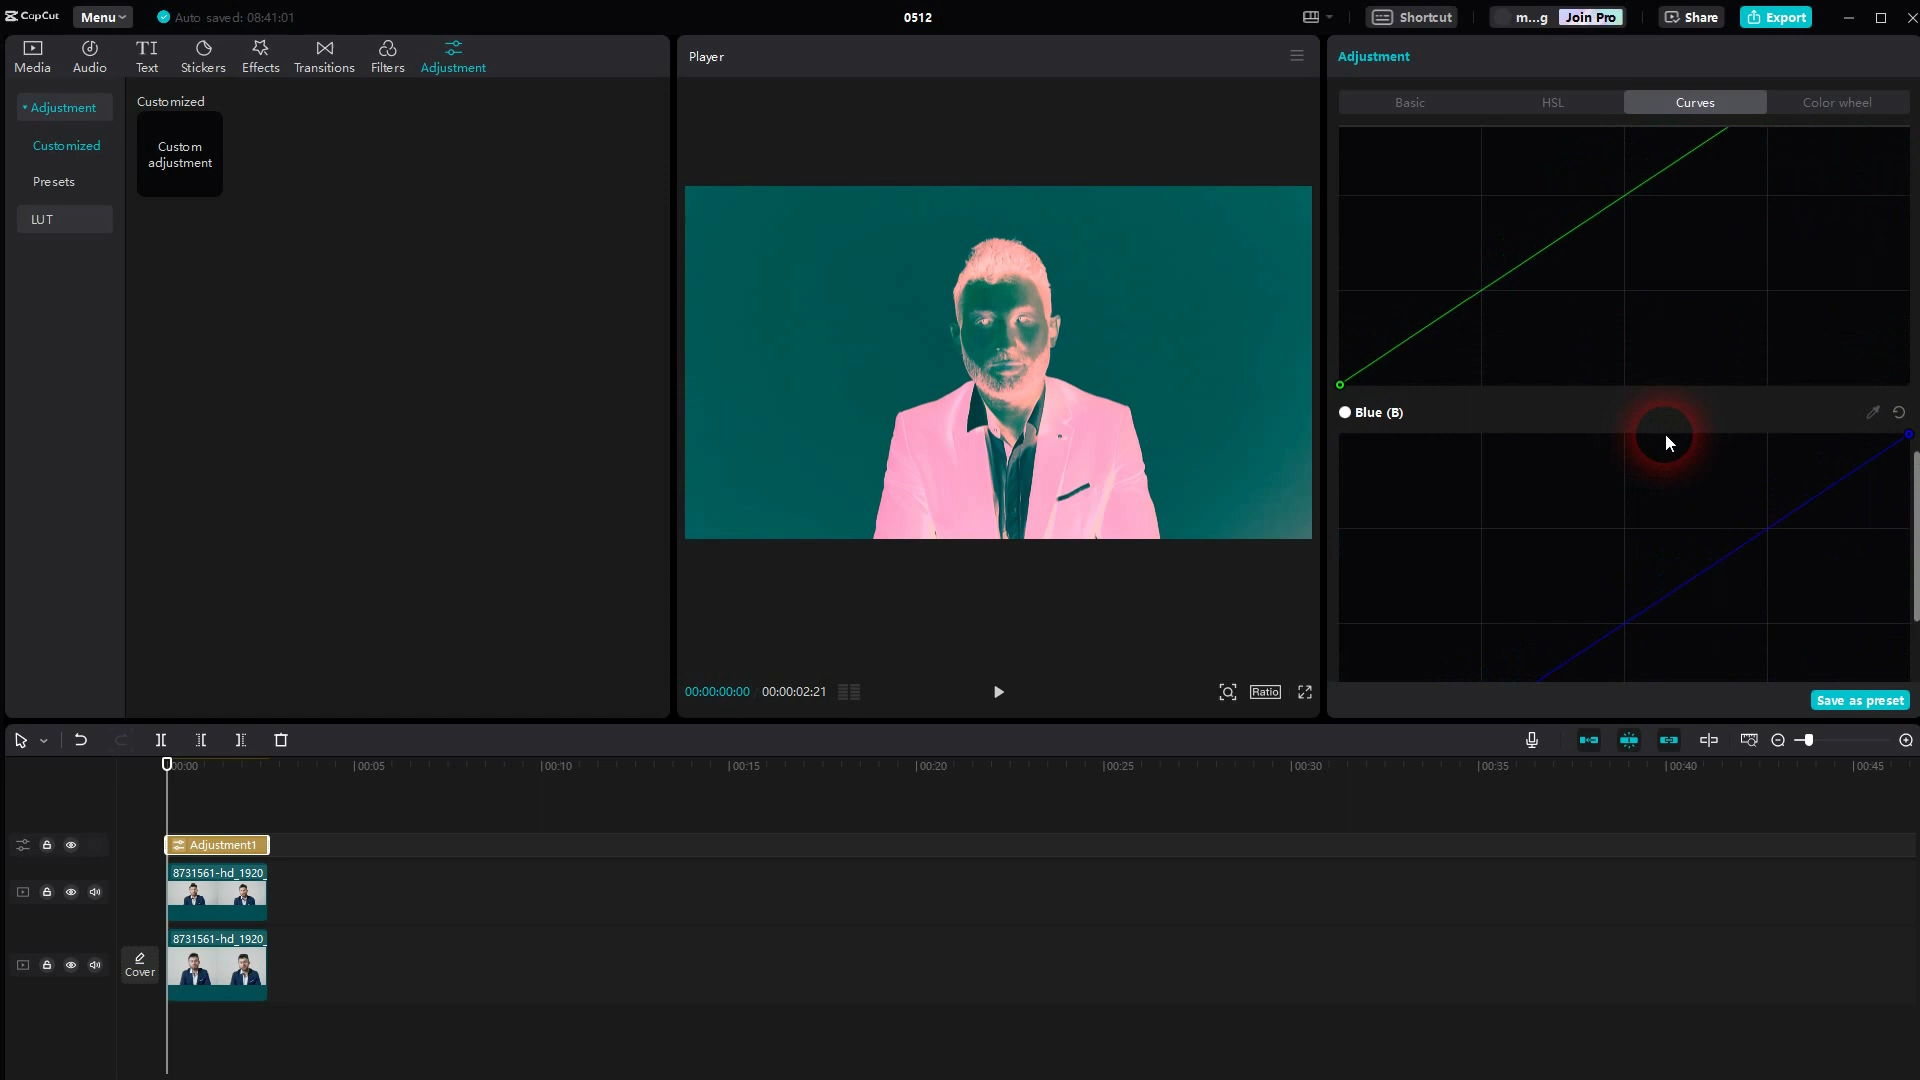 CapCut Menu Auto saved: 08:41:01 0512 Shortcut m...g Join Pro Share Export
Media Audio TI Text Stickers Effects Transitions Filters Adjustment
Adjustment
Customized
Presets
LUT
Customized
Custom
adjustment
Player
00:00:00:00 00:00:02:21 Ratio
Adjustment
Basic HSL Curves Color wheel
Blue (B)
Save as preset
00:00 00:05 00:10 00:15 00:20 00:25 00:30 00:35 00:40 00:45
Adjustment1
8731561-hd_1920_
8731561-hd_1920_
Cover